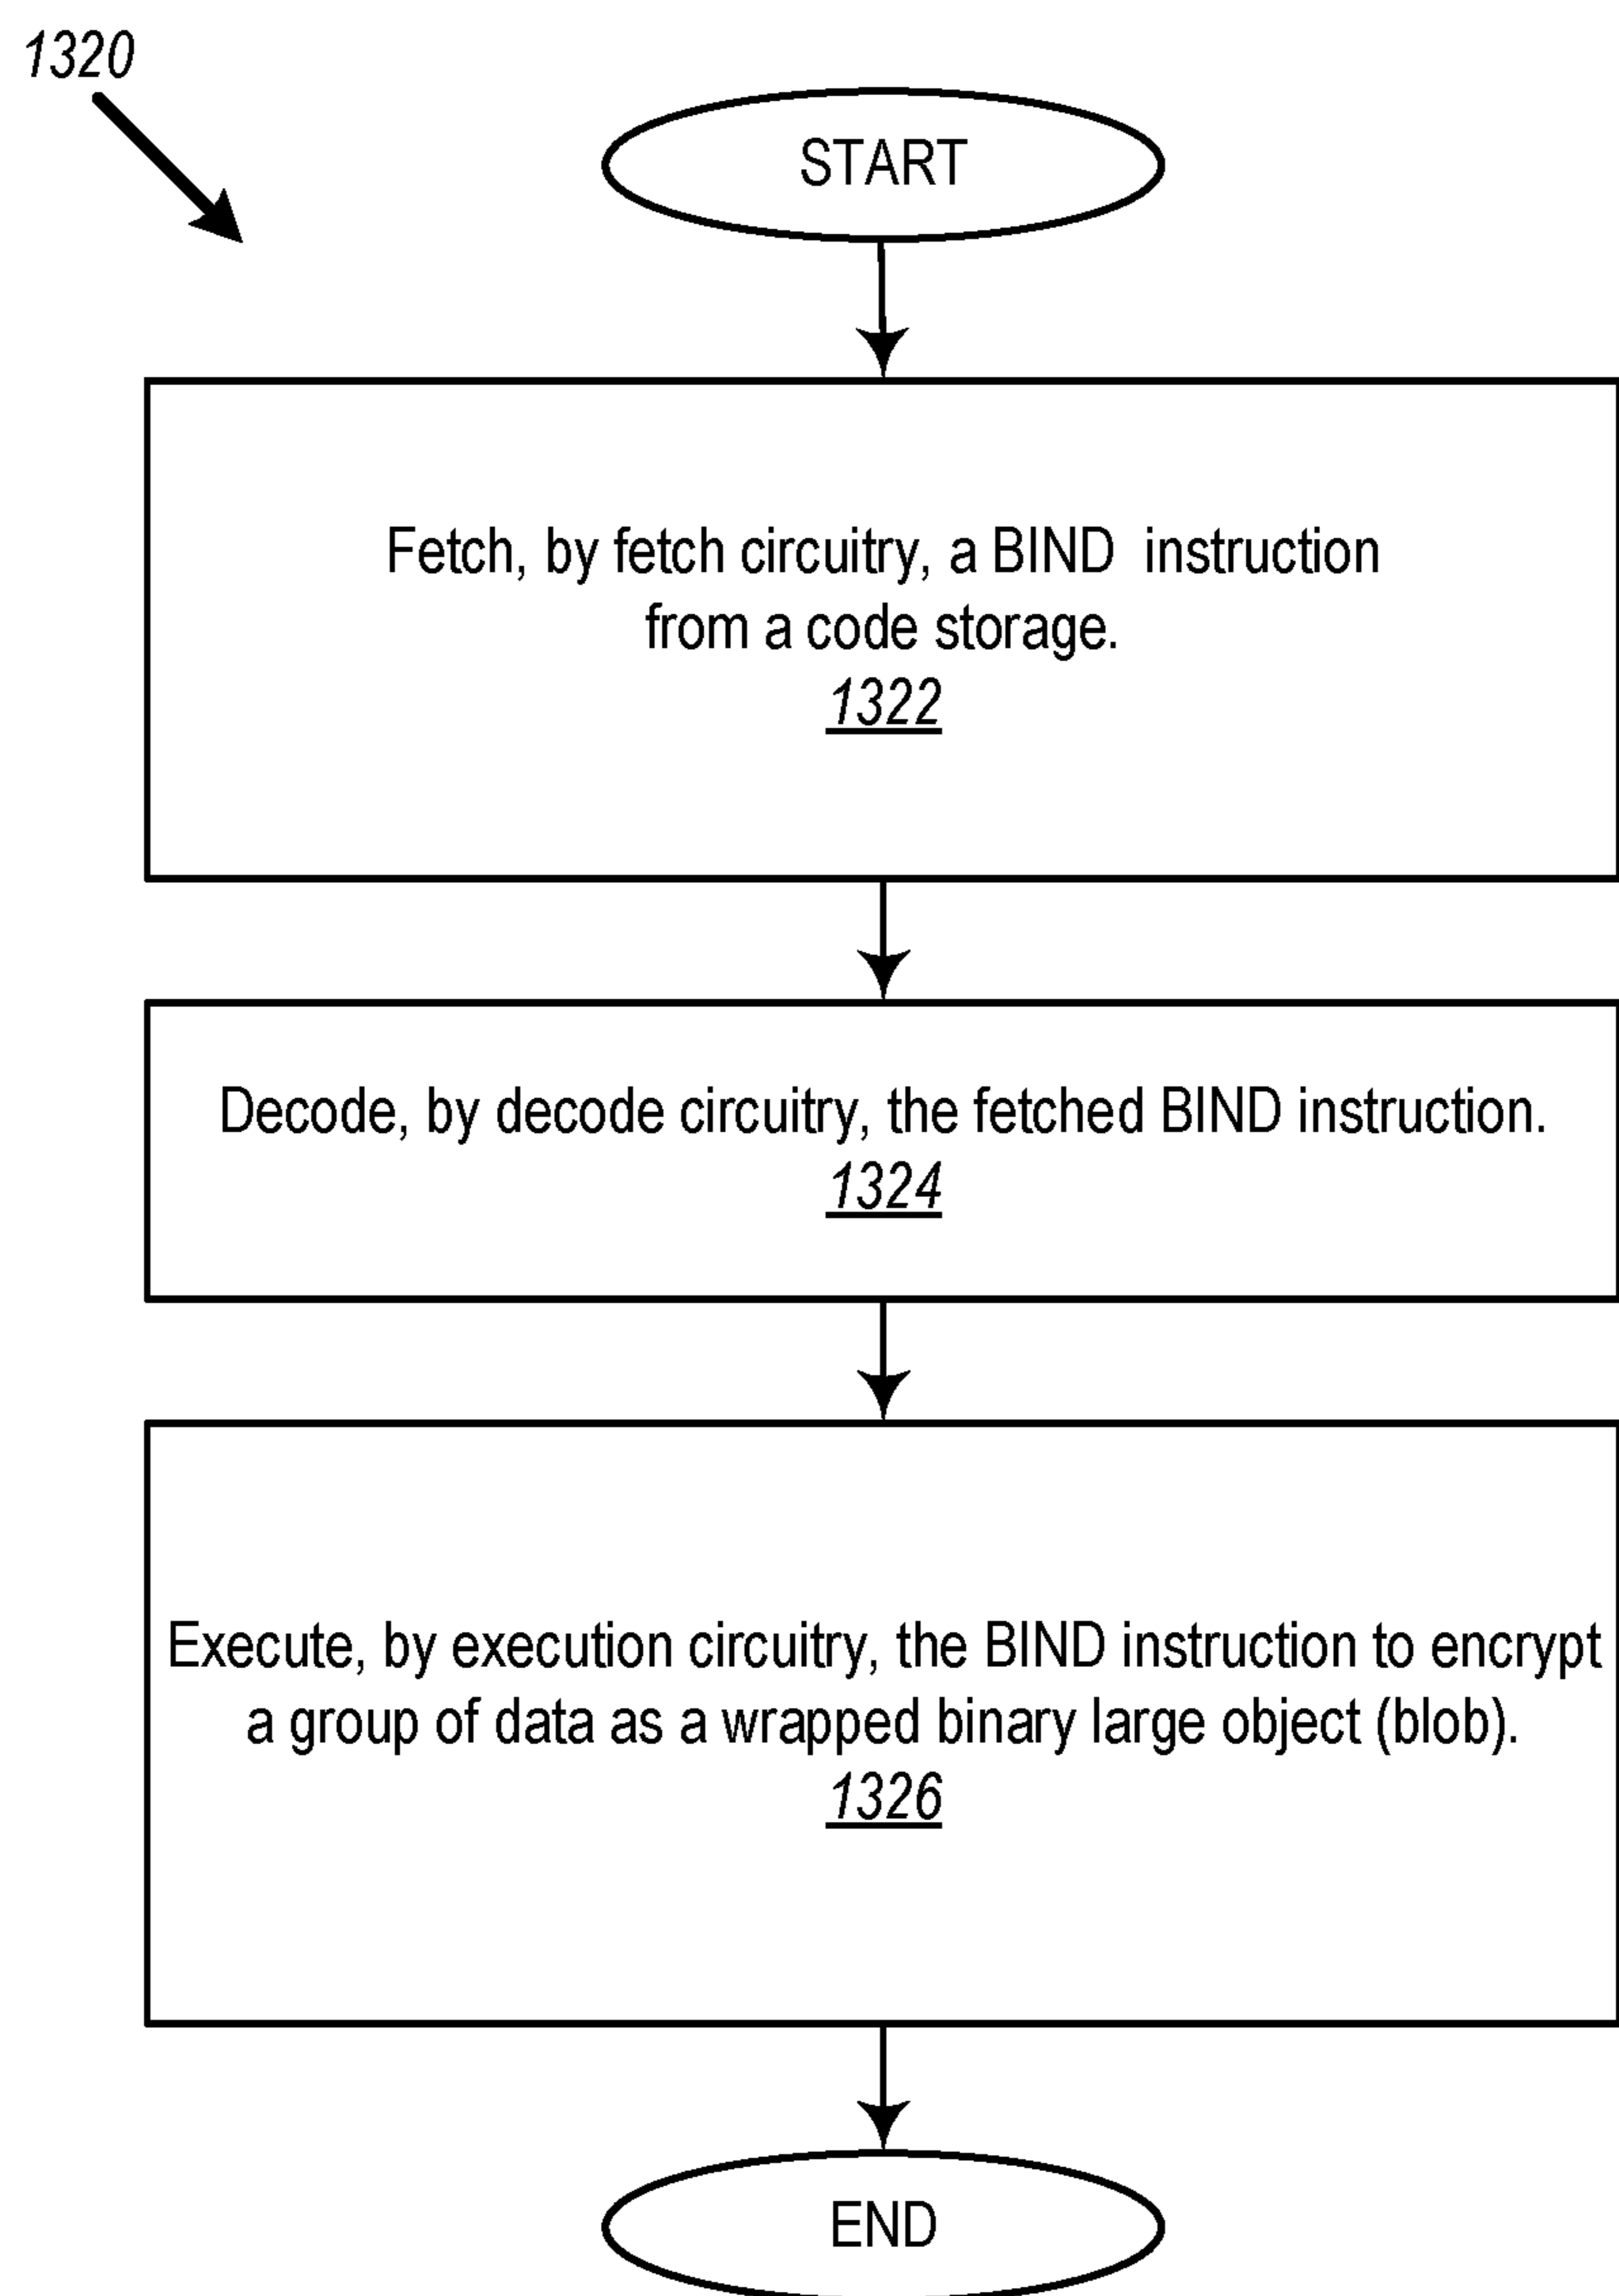 1320
START
Fetch, by fetch circuitry, a BIND instruction
from a code storage.
1322
Decode, by decode circuitry, the fetched BIND instruction.
1324
Execute, by execution circuitry, the BIND instruction to encrypt
a group of data as a wrapped binary large object (blob).
1326
END